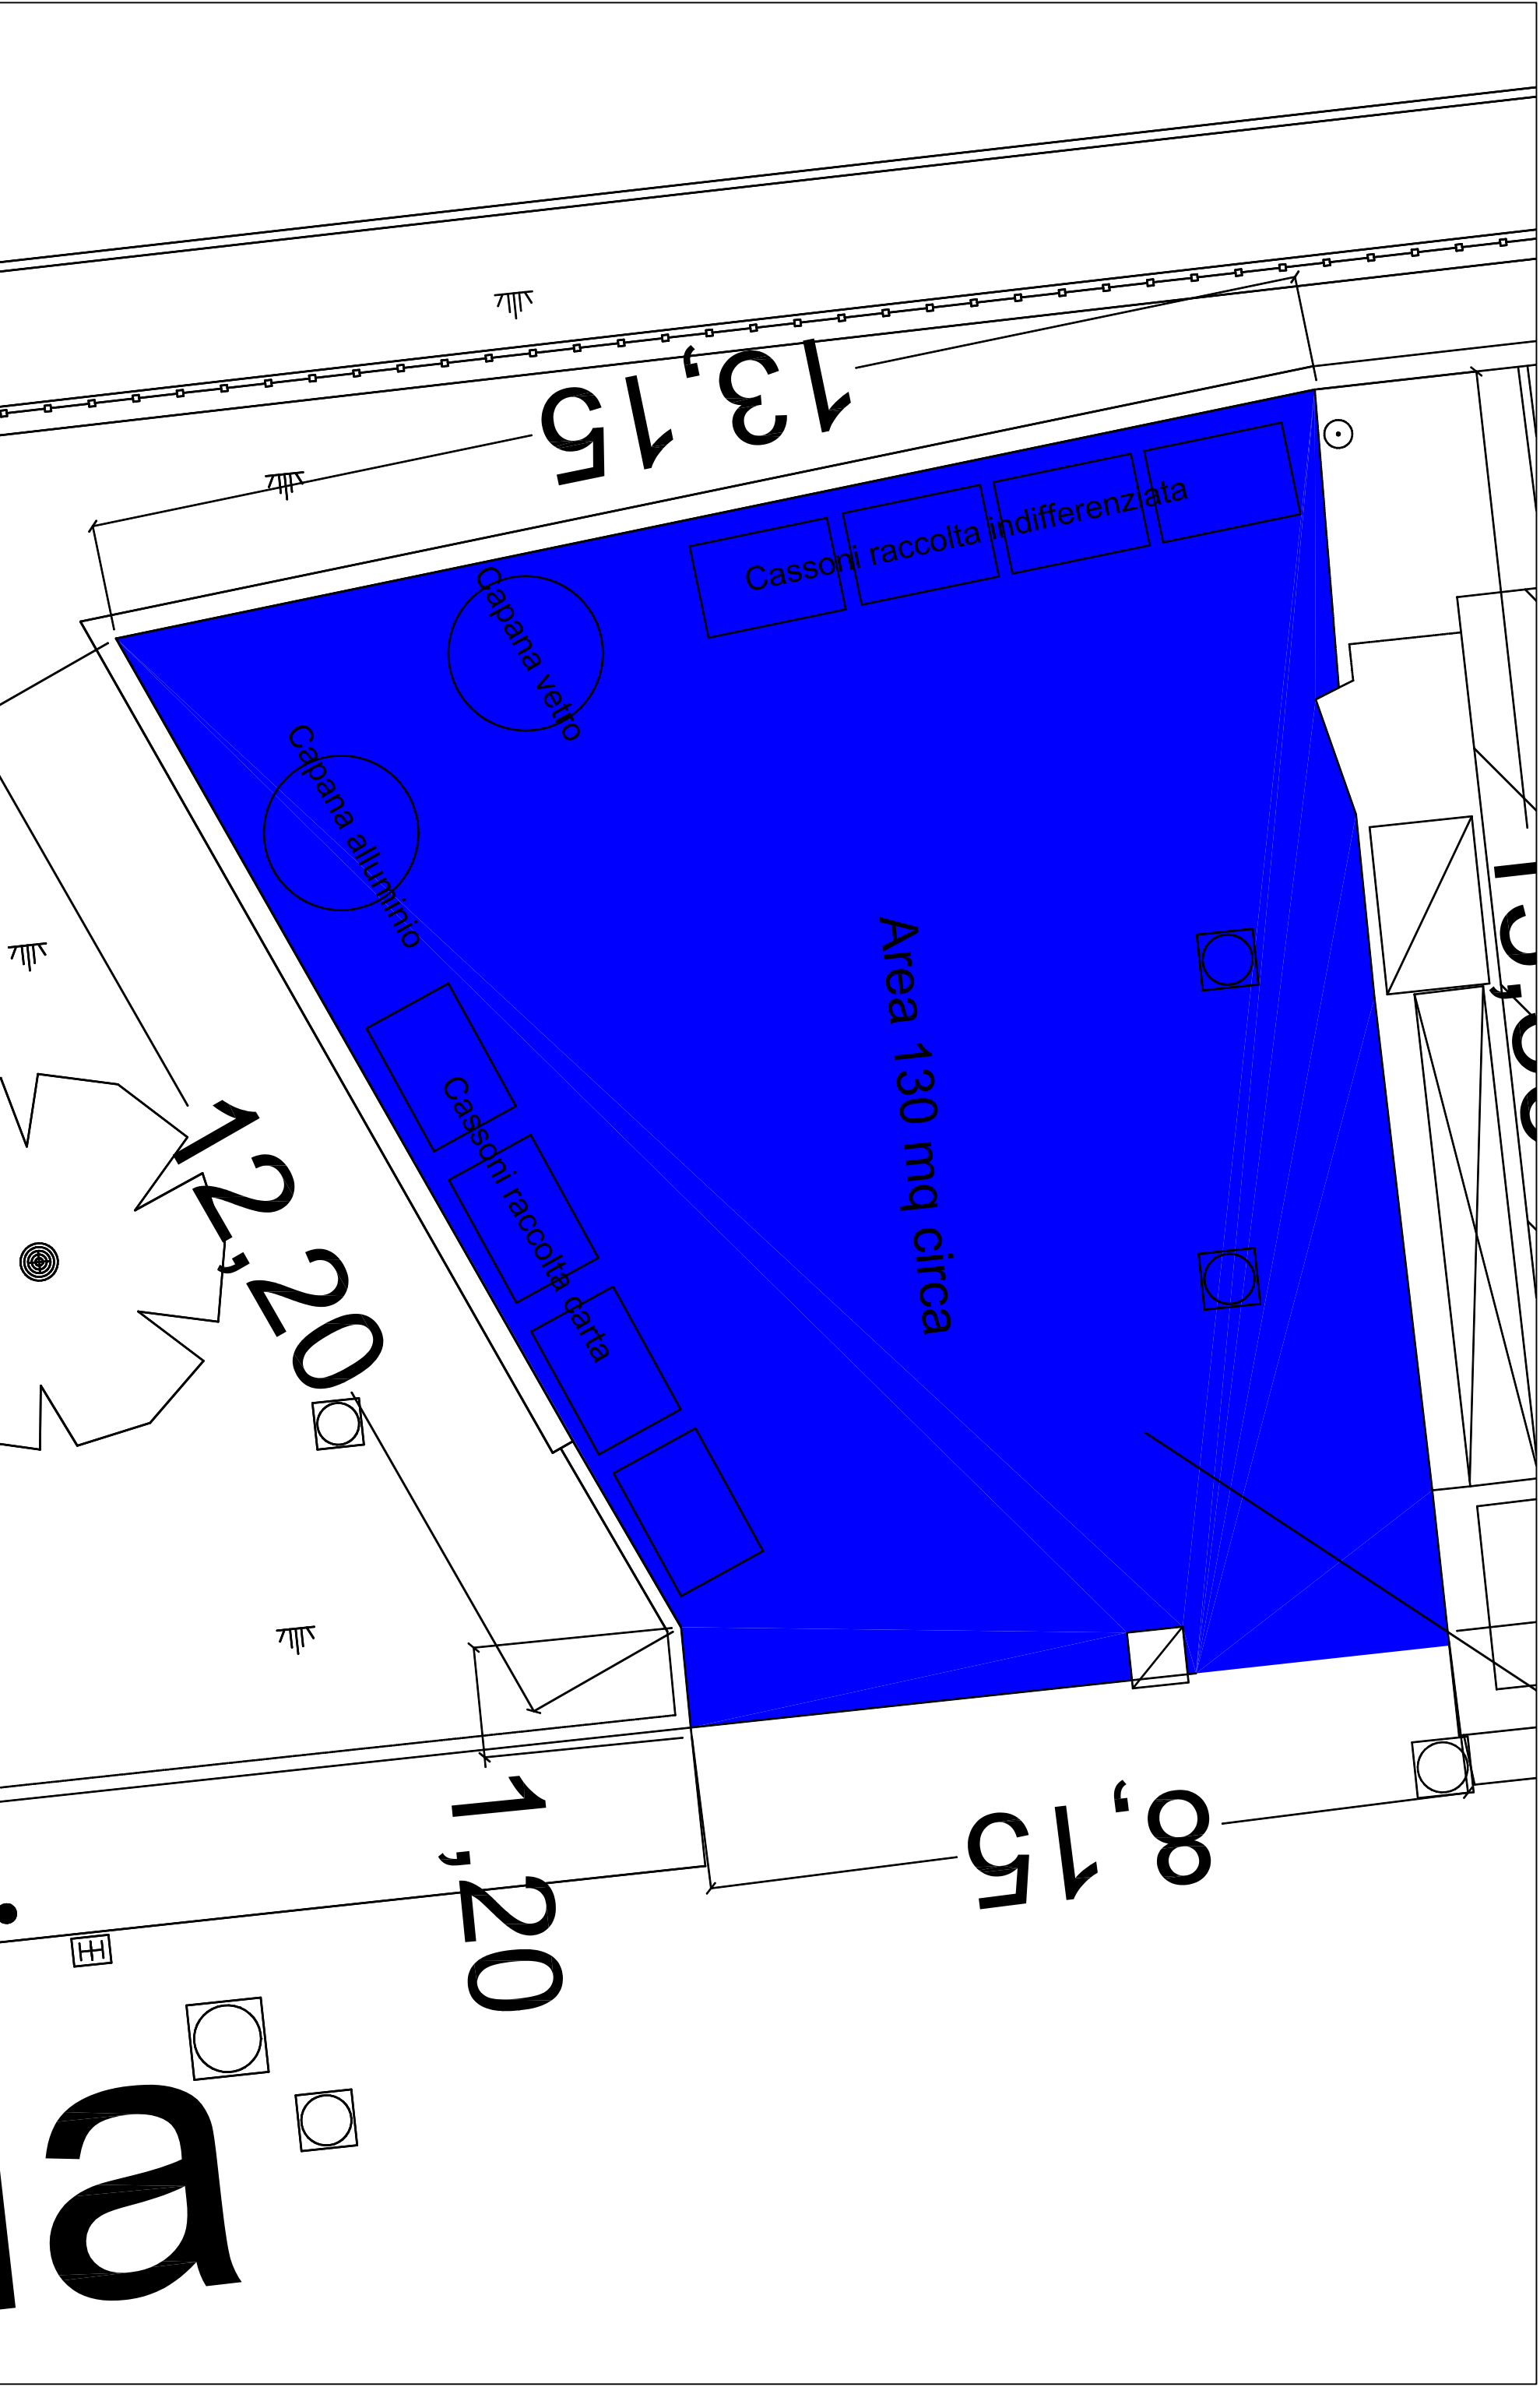 13,15
Cassoni raccolta indifferenziata
Capana vetro
Capana alluminio
Area 130 mq circa
Cassoni raccolta carta
12,20
8,15
1,20
a